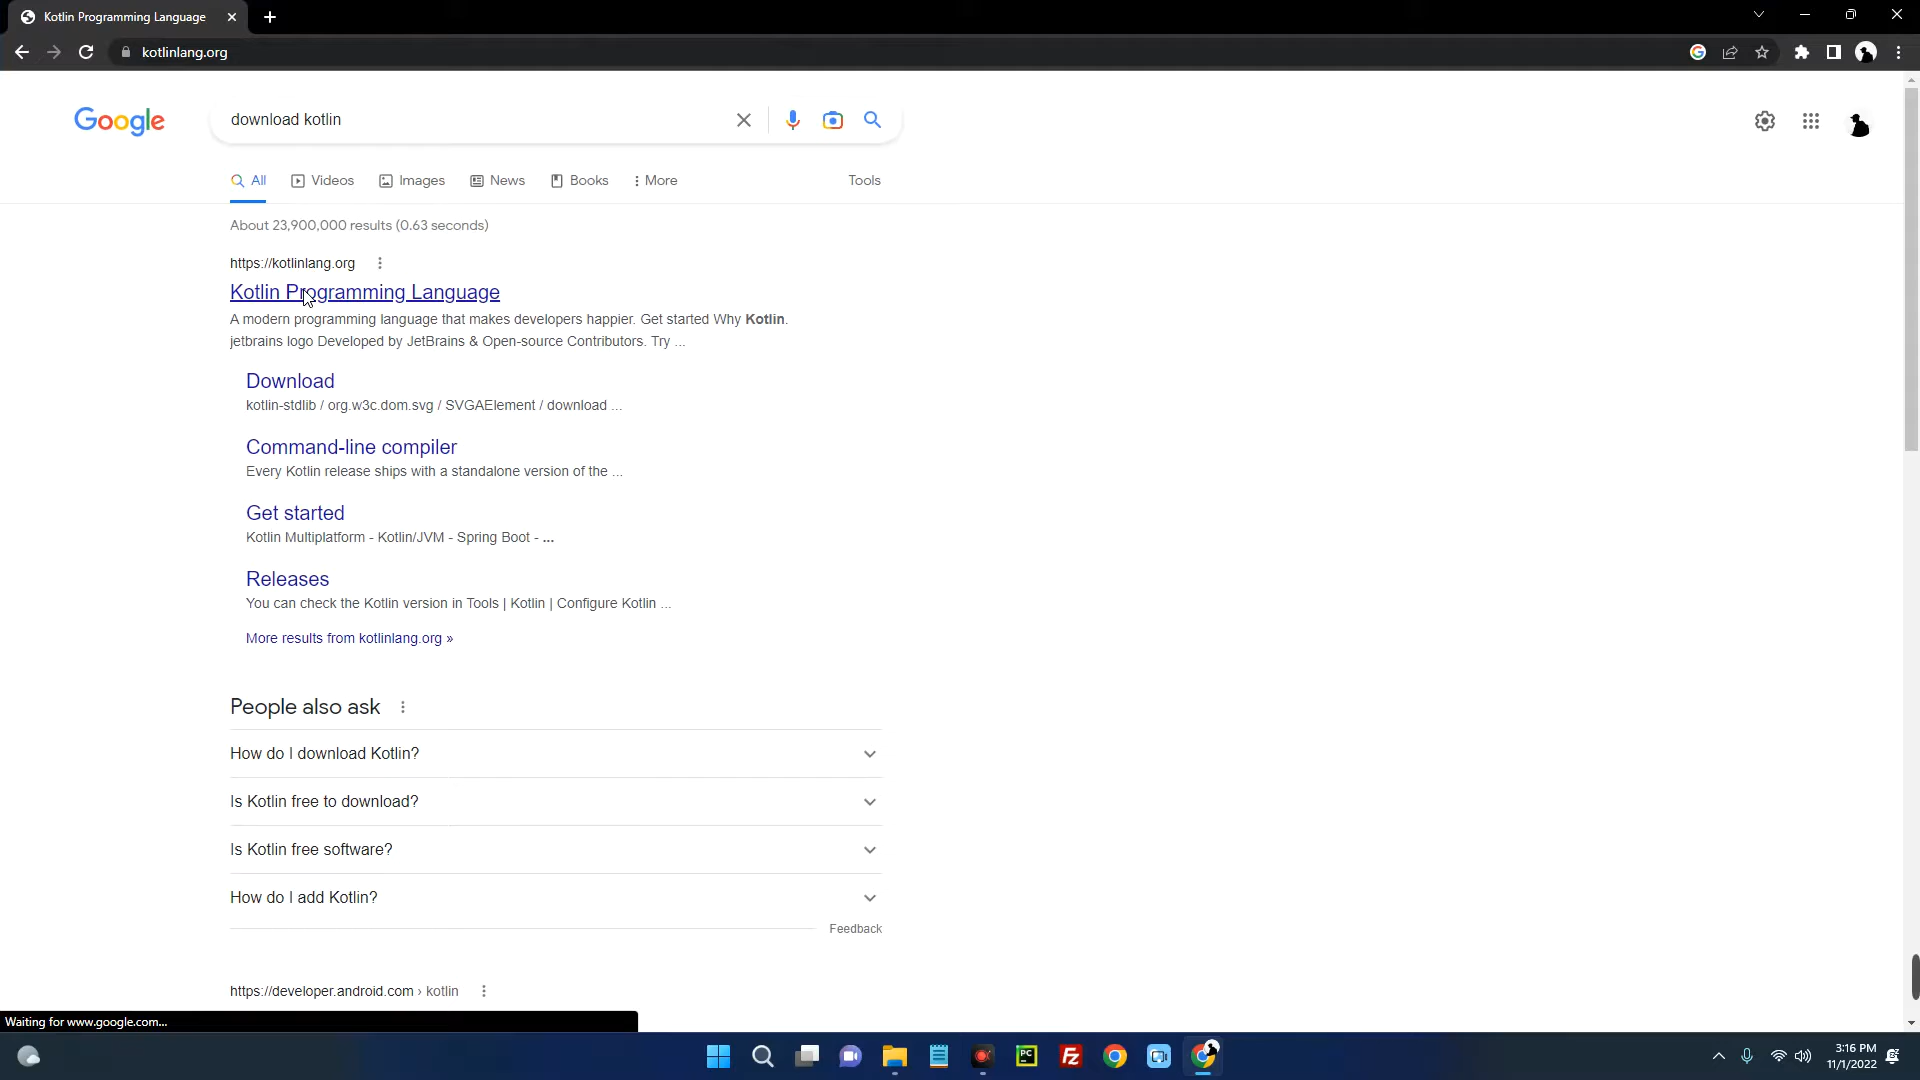 Kotlin Programming Language
kotlinlang.org
Google
download kotlin
All
Videos
Images
News
Books
More
Tools
About 23,900,000 results (0.63 seconds)
https://kotlinlang.org
Kotlin Programming Language
A modern programming language that makes developers happier. Get started Why Kotlin.
jetbrains logo Developed by JetBrains & Open-source Contributors. Try ...
Download
kotlin-stdlib / org.w3c.dom.svg / SVGAElement / download ...
Command-line compiler
Every Kotlin release ships with a standalone version of the ...
Get started
Kotlin Multiplatform - Kotlin/JVM - Spring Boot - ...
Releases
You can check the Kotlin version in Tools | Kotlin | Configure Kotlin ...
More results from kotlinlang.org »
People also ask
How do I download Kotlin?
Is Kotlin free to download?
Is Kotlin free software?
How do I add Kotlin?
Feedback
https://developer.android.com › kotlin
Waiting for www.google.com...
PC
Fz
3:16 PM
11/1/2022